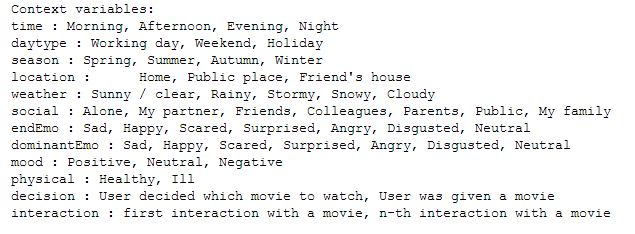 Context variables:
time : Morning, Afternoon, Evening, Night
daytype : Working day, Weekend, Holiday
season : Spring, Summer, Autumn, Winter
location :      Home, Public place, Friend's house
weather : Sunny / clear, Rainy, Stormy, Snowy, Cloudy
social : Alone, My partner, Friends, Colleagues, Parents, Public, My family
endEmo : Sad, Happy, Scared, Surprised, Angry, Disgusted, Neutral
dominantEmo : Sad, Happy, Scared, Surprised, Angry, Disgusted, Neutral
mood : Positive, Neutral, Negative
physical : Healthy, Ill
decision : User decided which movie to watch, User was given a movie
interaction : first interaction with a movie, n-th interaction with a movie